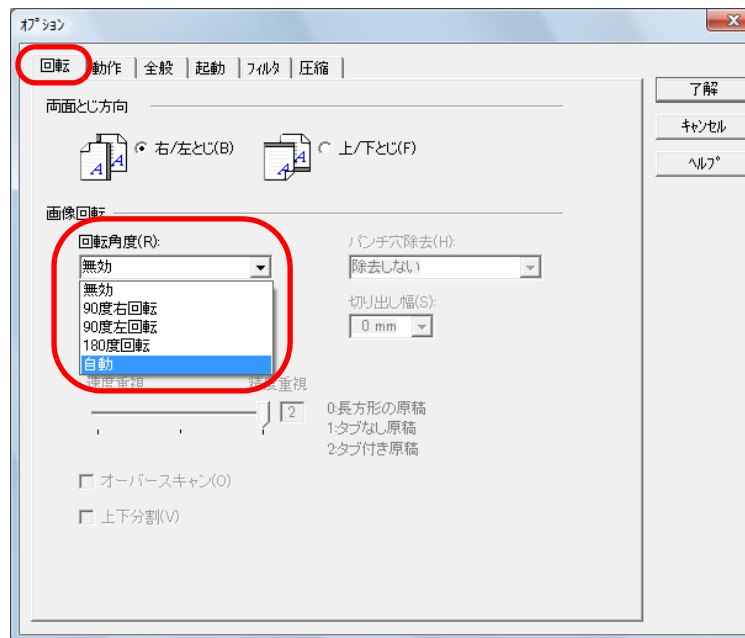 オプション
回転 動作 全般 起動 フィルタ 圧縮
了解
キャンセル
ヘルプ
両面とじ方向
右/左とじ(B) 上/下とじ(F)
画像回転
回転角度(R): パンチ穴除去(H):
無効 除去しない
無効
90度右回転
90度左回転
180度回転
自動
切り出し幅(S):
0 mm
速度重視 精度重視
2
0:長方形の原稿
1:タブなし原稿
2:タブ付き原稿
オーバースキャン(O)
上下分割(V)